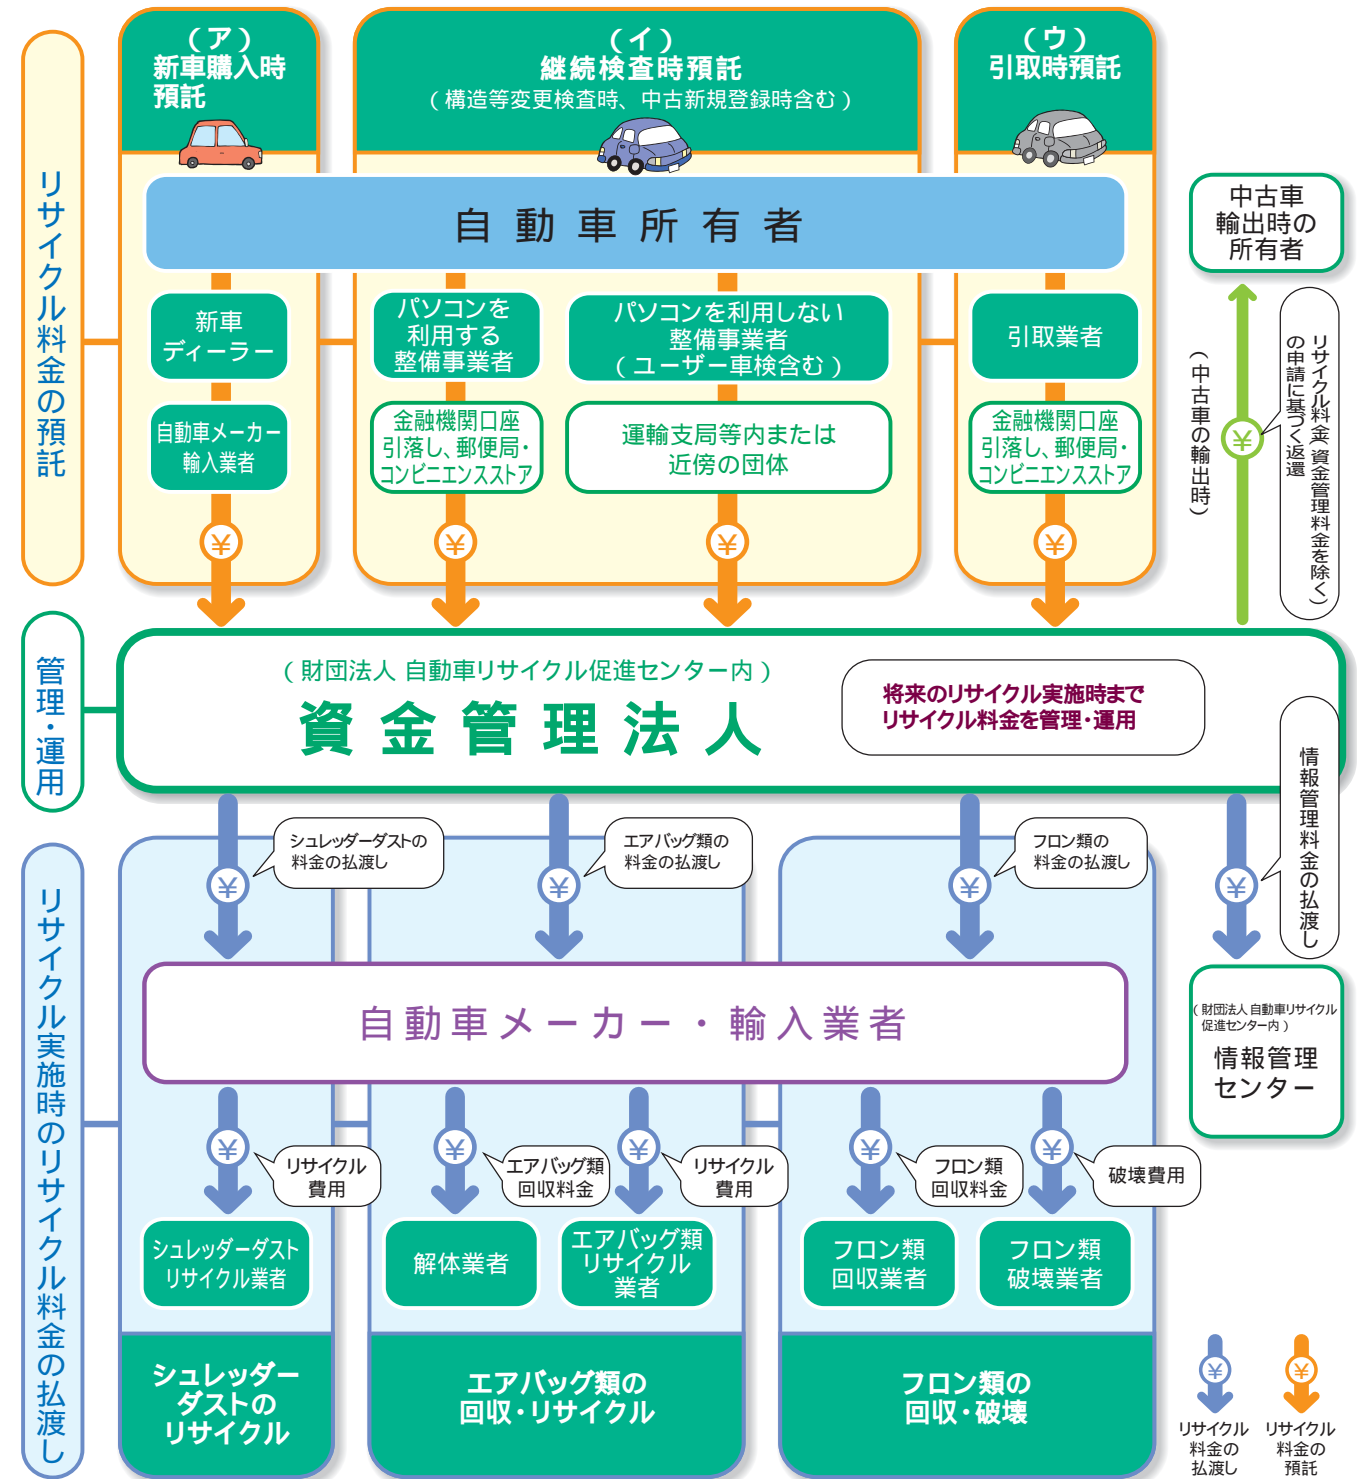 （ア）
新車購入時
預託
（イ）
継続検査時預託
（構造等変更検査時、中古新規登録時含む）
（ウ）
引取時預託
リサイクル料金の預託
自動車所有者
新車
ディーラー
パソコンを
利用する
整備事業者
パソコンを利用しない
整備事業者
（ユーザー車検含む）
引取業者
自動車メーカー
輸入業者
金融機関口座
引落し、郵便局・
コンビニエンスストア
運輸支局等内または
近傍の団体
金融機関口座
引落し、郵便局・
コンビニエンスストア
¥
¥
¥
¥
中古車
輸出時の
所有者
（中古車の輸出時）
¥
リサイクル料金（資金管理料金を除く）
の申請に基づく返還
管理・運用
（財団法人 自動車リサイクル促進センター内）
資金管理法人
将来のリサイクル実施時まで
リサイクル料金を管理・運用
リサイクル実施時のリサイクル料金の払渡し
シュレッダーダストの
料金の払渡し
エアバッグ類の
料金の払渡し
フロン類の
料金の払渡し
情報管理料金の払渡し
¥
¥
¥
¥
自動車メーカー・輸入業者
（財団法人 自動車リサイクル
促進センター内）
情報管理
センター
¥
リサイクル
費用
¥
エアバッグ類
回収料金
¥
リサイクル
費用
¥
フロン類
回収料金
¥
破壊費用
シュレッダーダスト
リサイクル業者
解体業者
エアバッグ類
リサイクル
業者
フロン類
回収業者
フロン類
破壊業者
シュレッダー
ダストの
リサイクル
エアバッグ類の
回収・リサイクル
フロン類の
回収・破壊
¥
リサイクル
料金の
払渡し
¥
リサイクル
料金の
預託